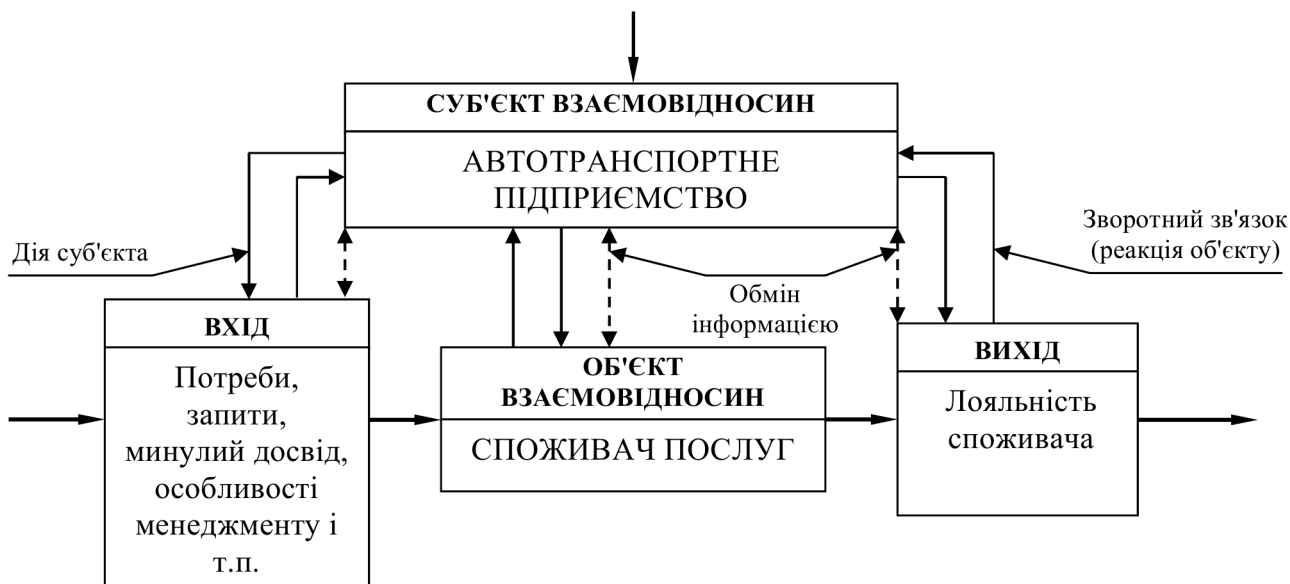 СУБ'ЄКТ ВЗАЄМОВІДНОСИН
АВТОТРАНСПОРТНЕ
ПІДПРИЄМСТВО
Дія суб'єкта
Зворотний зв'язок
(реакція об'єкту)
Обмін
інформацією
ВХІД
Потреби,
запити,
минулий досвід,
особливості
менеджменту і
т.п.
ОБ'ЄКТ
ВЗАЄМОВІДНОСИН
СПОЖИВАЧ ПОСЛУГ
ВИХІД
Лояльність
споживача